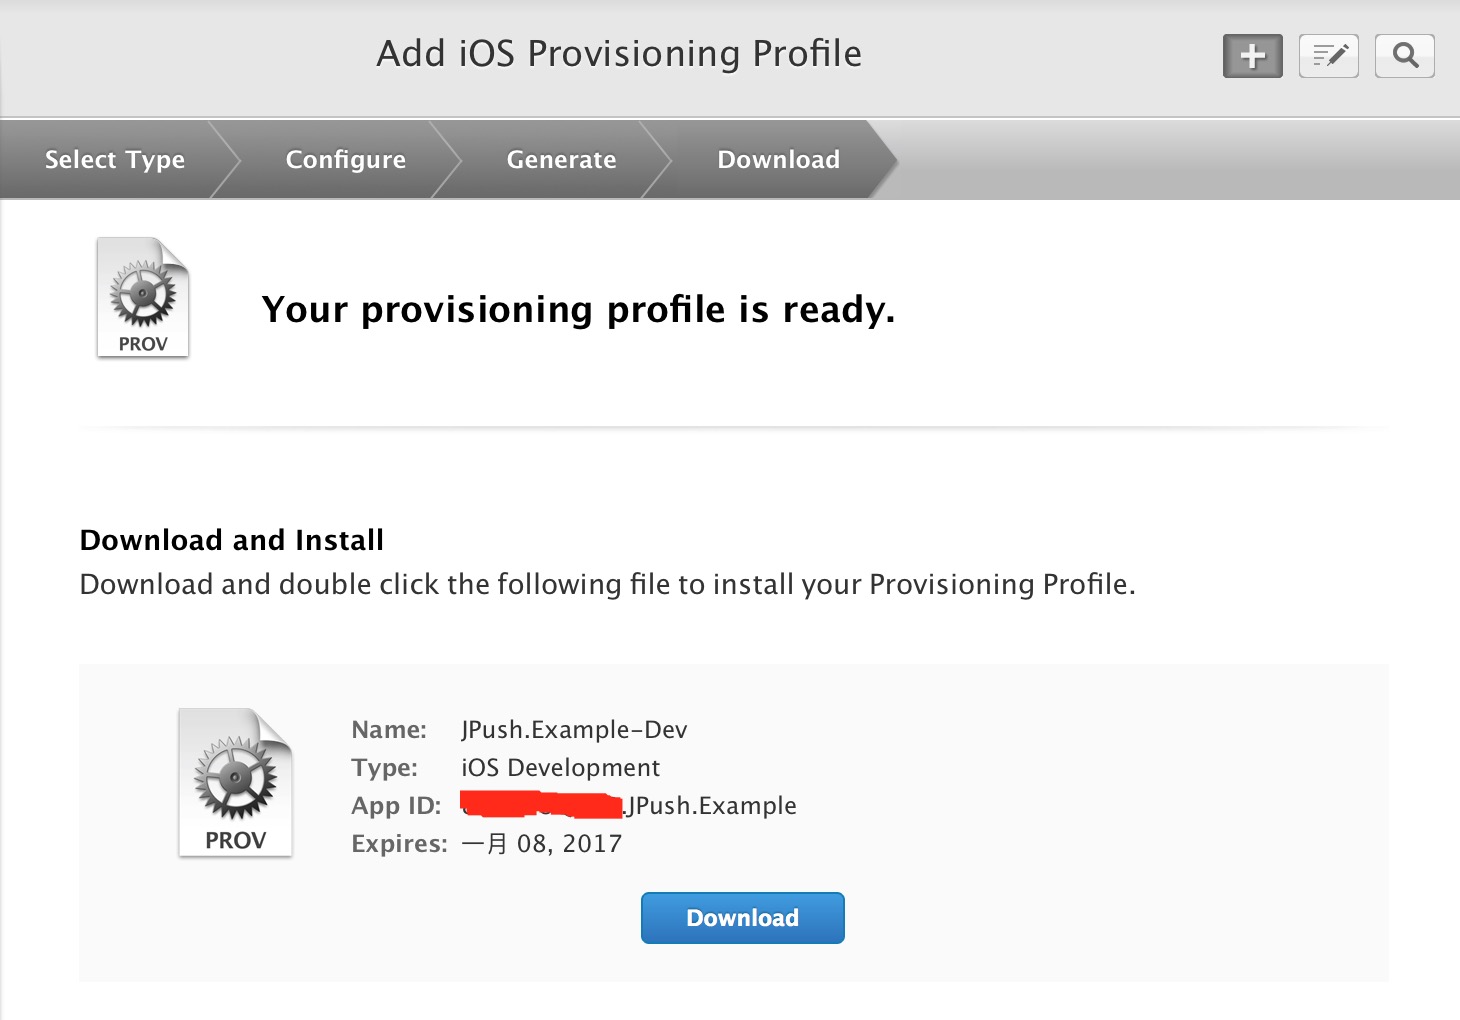 Add iOS Provisioning Profile
Select Type
Configure
Generate
Download
PROV
Your provisioning profile is ready.
Download and Install
Download and double click the following file to install your Provisioning Profile.
PROV
Name: JPush.Example-Dev
Type: iOS Development
App ID: .JPush.Example
Expires: 一月 08, 2017
Download